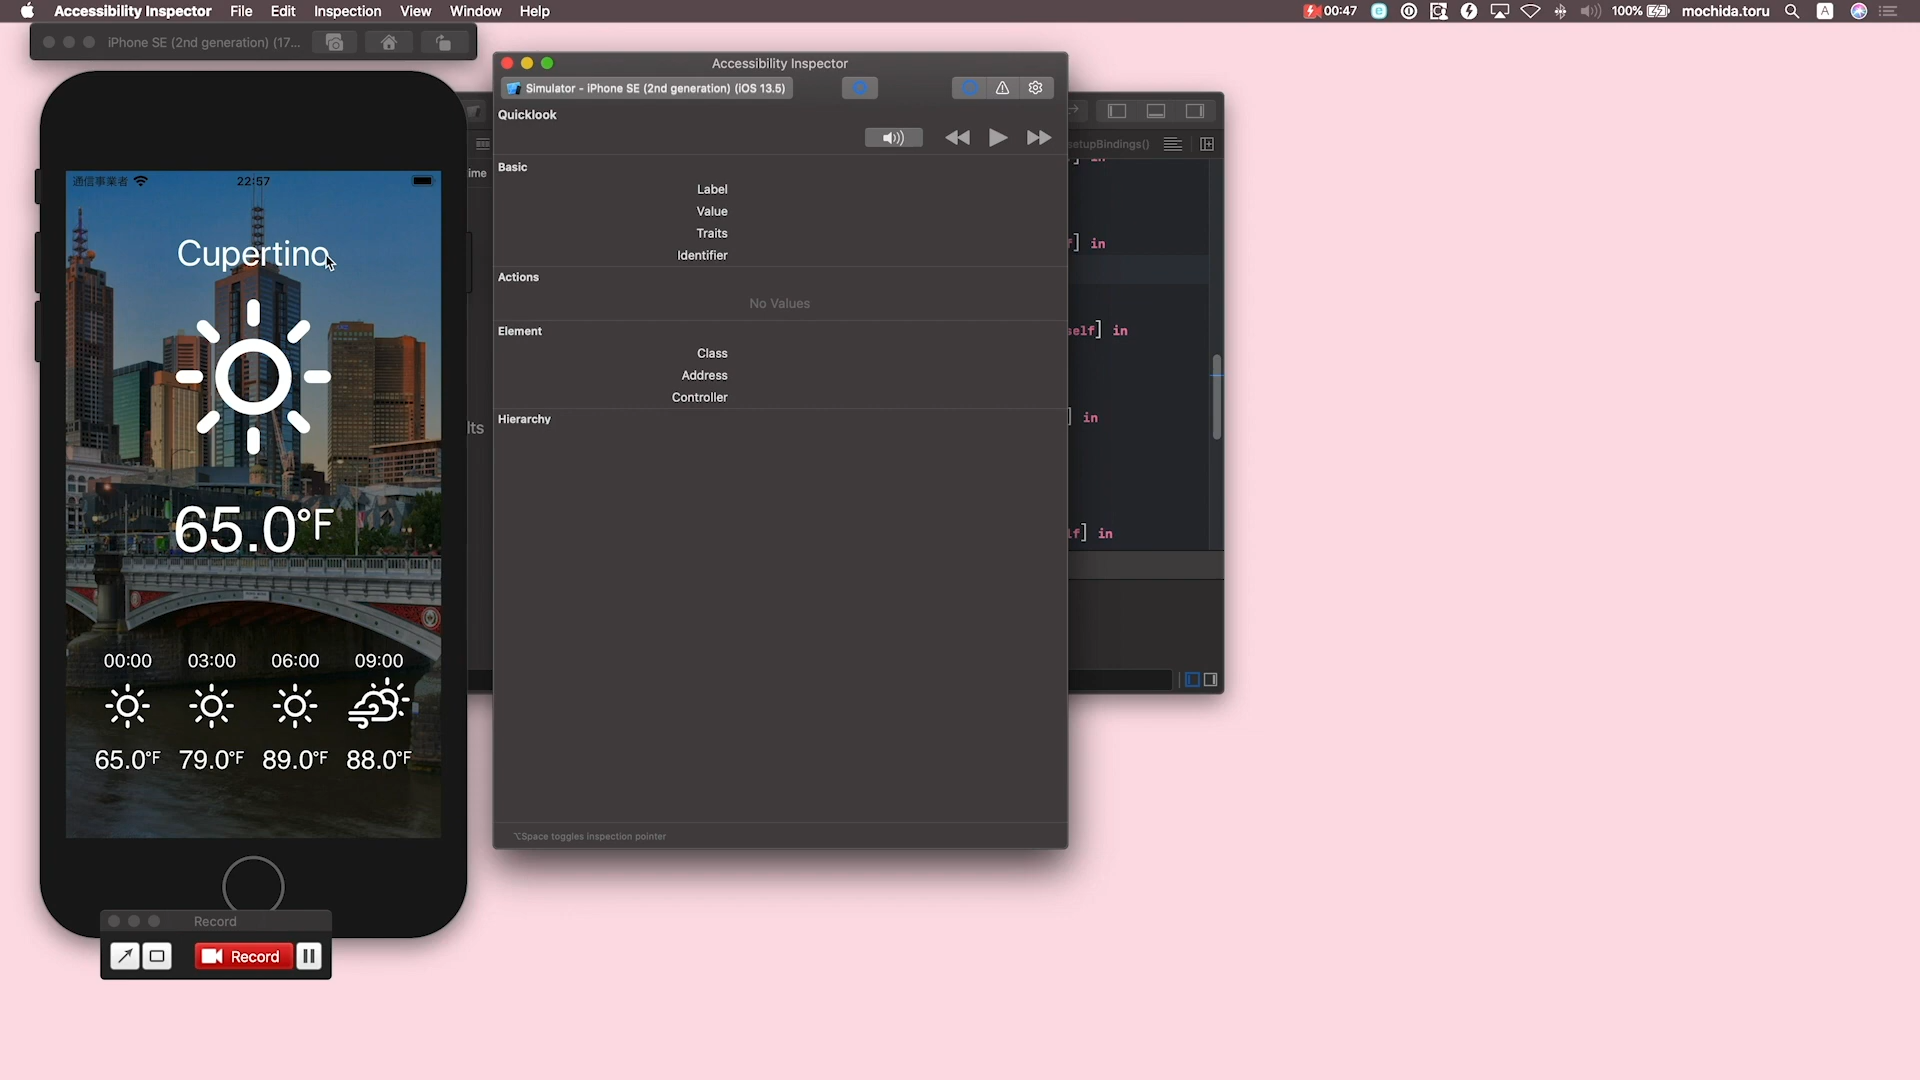 Accessibility Inspector File Edit Inspection View Window Help
00:47 100% mochida.toru A
iPhone SE (2nd generation) (17...
Accessibility Inspector
Simulator - iPhone SE (2nd generation) (iOS 13.5)
Quicklook
Basic
Label
Value
Traits
Identifier
Actions
No Values
Element
Class
Address
Controller
Hierarchy
⌥Space toggles inspection pointer
通信事業者 22:57
Cupertino
65.0°F
00:00 03:00 06:00 09:00
65.0°F 79.0°F 89.0°F 88.0°F
Record
Record
ime
lts
setupBindings()
] in
f] in
self] in
] in
lf] in